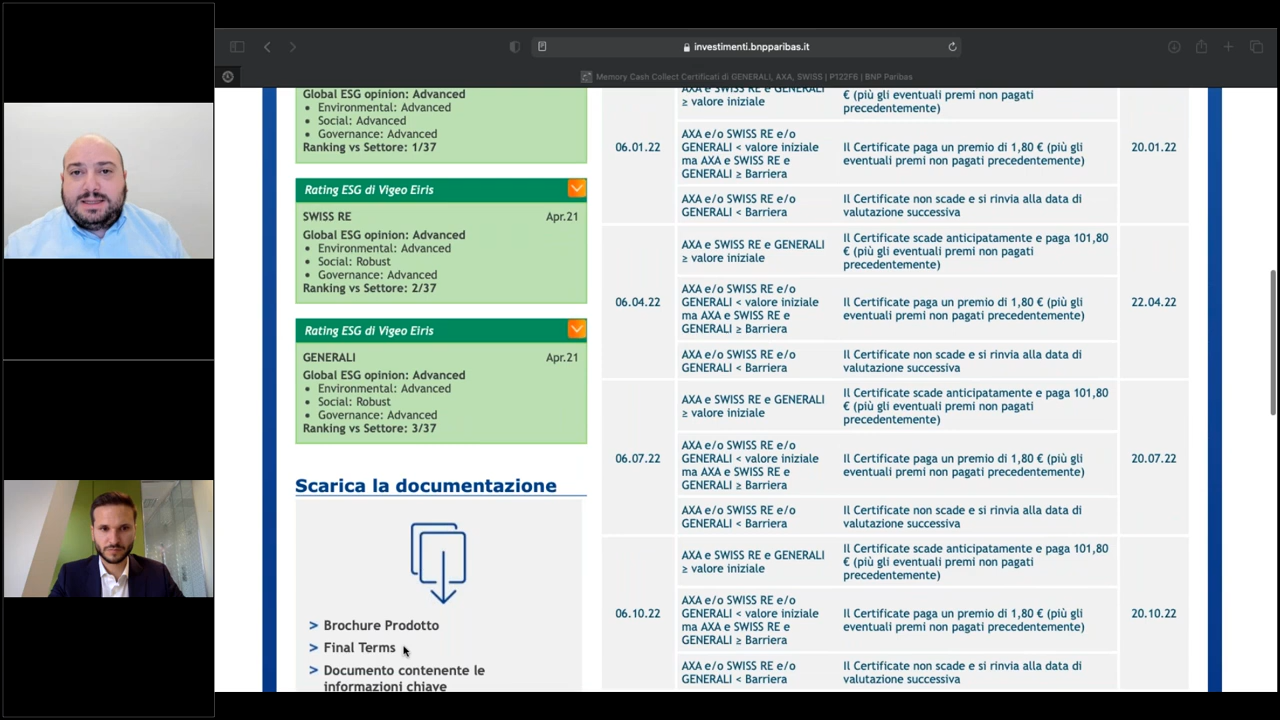 investimenti.bnpparibas.it
Memory Cash Collect Certificati di GENERALI, AXA, SWISS | P122F6 | BNP Paribas
Global ESG opinion: Advanced
• Environmental: Advanced
• Social: Advanced
• Governance: Advanced
Ranking vs Settore: 1/37
Rating ESG di Vigeo Eiris
SWISS RE Apr.21
Global ESG opinion: Advanced
• Environmental: Advanced
• Social: Robust
• Governance: Advanced
Ranking vs Settore: 2/37
Rating ESG di Vigeo Eiris
GENERALI Apr.21
Global ESG opinion: Advanced
• Environmental: Advanced
• Social: Robust
• Governance: Advanced
Ranking vs Settore: 3/37
Scarica la documentazione
> Brochure Prodotto
> Final Terms
> Documento contenente le
informazioni chiave
AXA e SWISS RE e GENERALI
≥ valore iniziale
€ (più gli eventuali premi non pagati
precedentemente)
06.01.22
AXA e/o SWISS RE e/o
GENERALI < valore iniziale
ma AXA e SWISS RE e
GENERALI ≥ Barriera
Il Certificate paga un premio di 1,80 € (più gli
eventuali premi non pagati precedentemente)
20.01.22
AXA e/o SWISS RE e/o
GENERALI < Barriera
Il Certificate non scade e si rinvia alla data di
valutazione successiva
AXA e SWISS RE e GENERALI
≥ valore iniziale
Il Certificate scade anticipatamente e paga 101,80
€ (più gli eventuali premi non pagati
precedentemente)
06.04.22
AXA e/o SWISS RE e/o
GENERALI < valore iniziale
ma AXA e SWISS RE e
GENERALI ≥ Barriera
Il Certificate paga un premio di 1,80 € (più gli
eventuali premi non pagati precedentemente)
22.04.22
AXA e/o SWISS RE e/o
GENERALI < Barriera
Il Certificate non scade e si rinvia alla data di
valutazione successiva
AXA e SWISS RE e GENERALI
≥ valore iniziale
Il Certificate scade anticipatamente e paga 101,80
€ (più gli eventuali premi non pagati
precedentemente)
06.07.22
AXA e/o SWISS RE e/o
GENERALI < valore iniziale
ma AXA e SWISS RE e
GENERALI ≥ Barriera
Il Certificate paga un premio di 1,80 € (più gli
eventuali premi non pagati precedentemente)
20.07.22
AXA e/o SWISS RE e/o
GENERALI < Barriera
Il Certificate non scade e si rinvia alla data di
valutazione successiva
AXA e SWISS RE e GENERALI
≥ valore iniziale
Il Certificate scade anticipatamente e paga 101,80
€ (più gli eventuali premi non pagati
precedentemente)
06.10.22
AXA e/o SWISS RE e/o
GENERALI < valore iniziale
ma AXA e SWISS RE e
GENERALI ≥ Barriera
Il Certificate paga un premio di 1,80 € (più gli
eventuali premi non pagati precedentemente)
20.10.22
AXA e/o SWISS RE e/o
GENERALI < Barriera
Il Certificate non scade e si rinvia alla data di
valutazione successiva